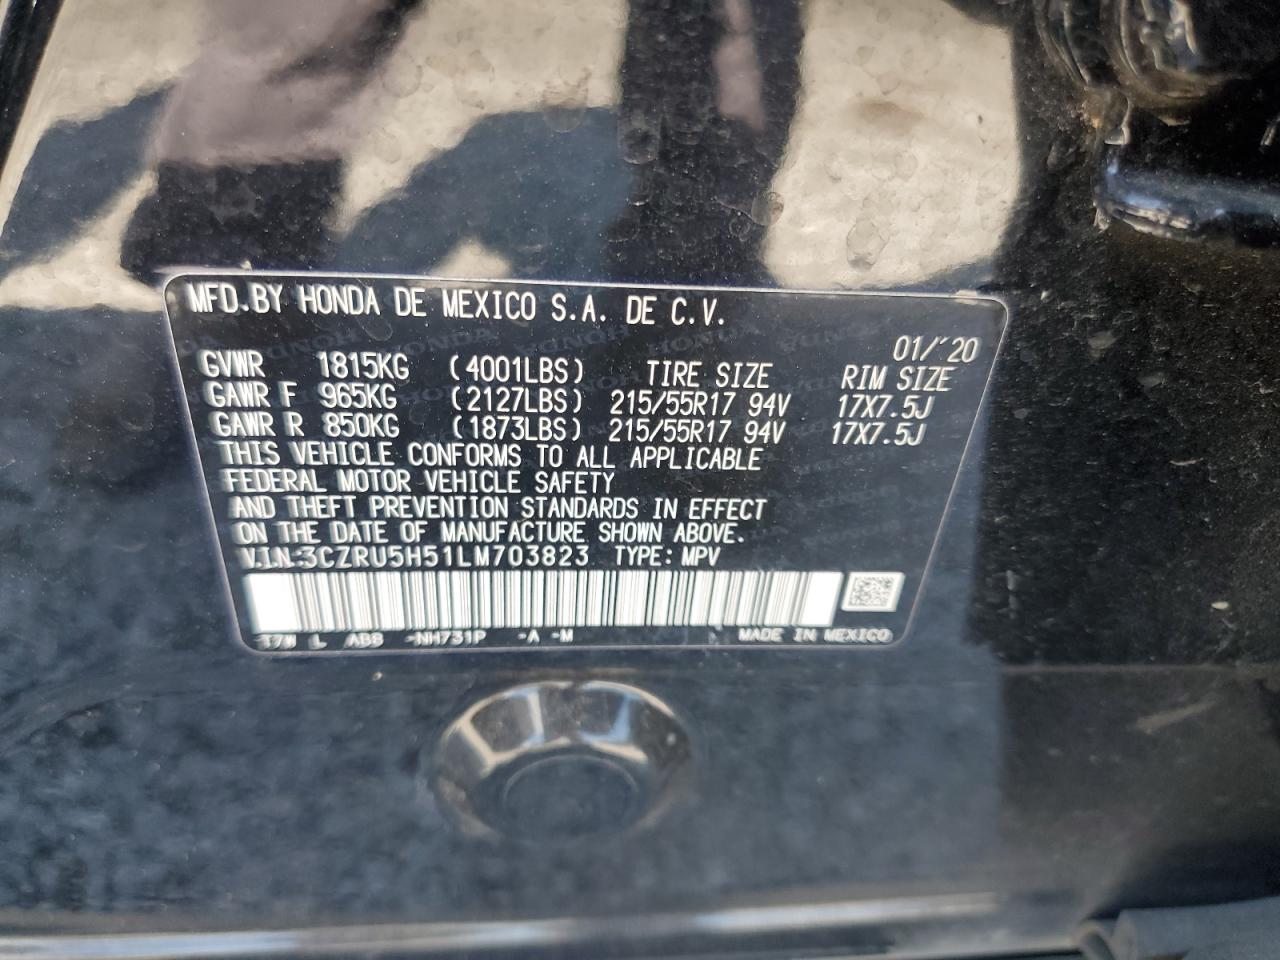 MFD.BY HONDA DE MEXICO S.A. DE C.V.
01/'20
GVWR 1815KG (4001LBS) TIRE SIZE RIM SIZE
GAWR F 965KG (2127LBS) 215/55R17 94V 17X7.5J
GAWR R 850KG (1873LBS) 215/55R17 94V 17X7.5J
THIS VEHICLE CONFORMS TO ALL APPLICABLE
FEDERAL MOTOR VEHICLE SAFETY
AND THEFT PREVENTION STANDARDS IN EFFECT
ON THE DATE OF MANUFACTURE SHOWN ABOVE.
V.I.N:3CZRU5H51LM703823 TYPE: MPV
T7W L AB8 -NH731P -A -M MADE IN MEXICO